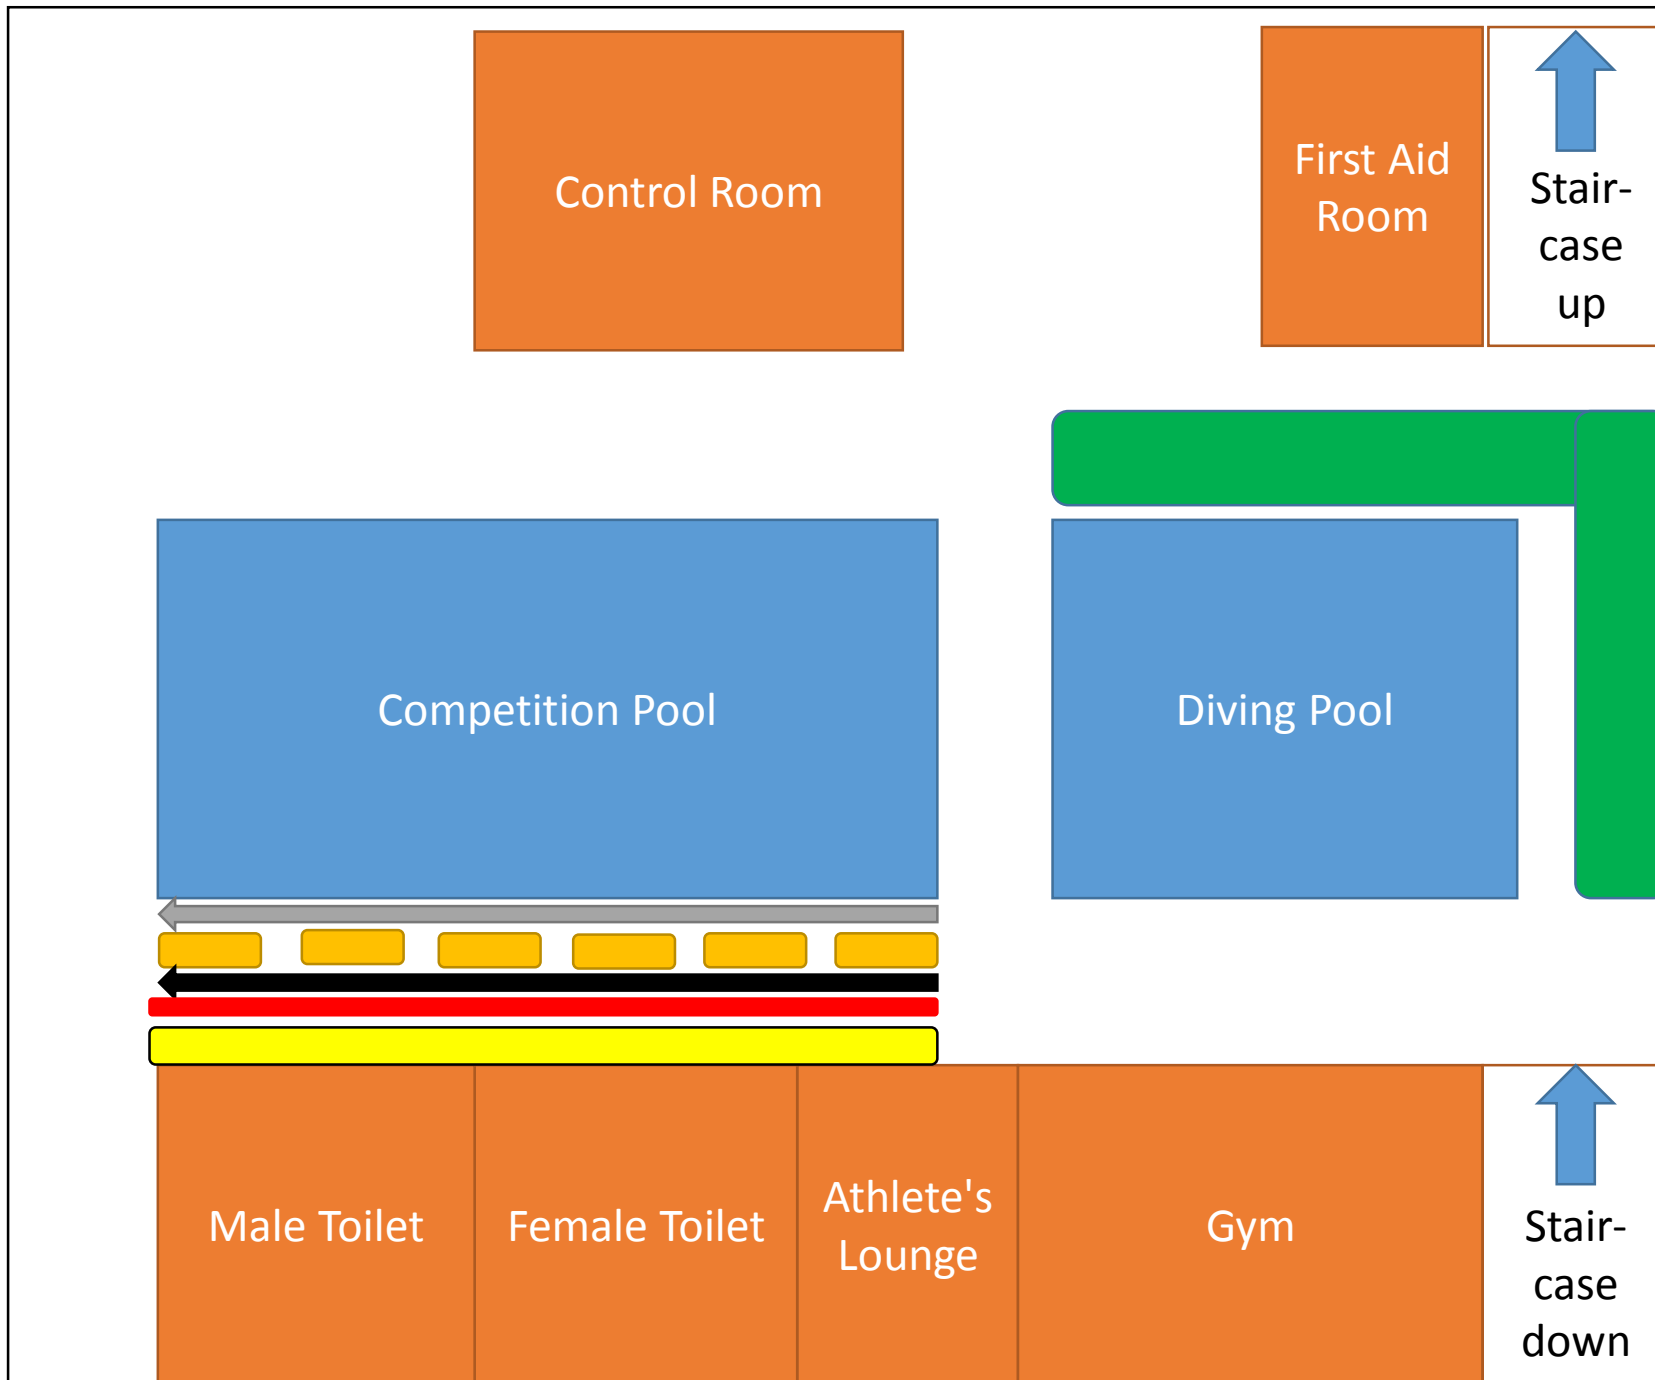 Control Room
First Aid
Room
Stair-
case
up
Competition Pool
Diving Pool
Male Toilet
Female Toilet
Athlete's
Lounge
Gym
Stair-
case
down